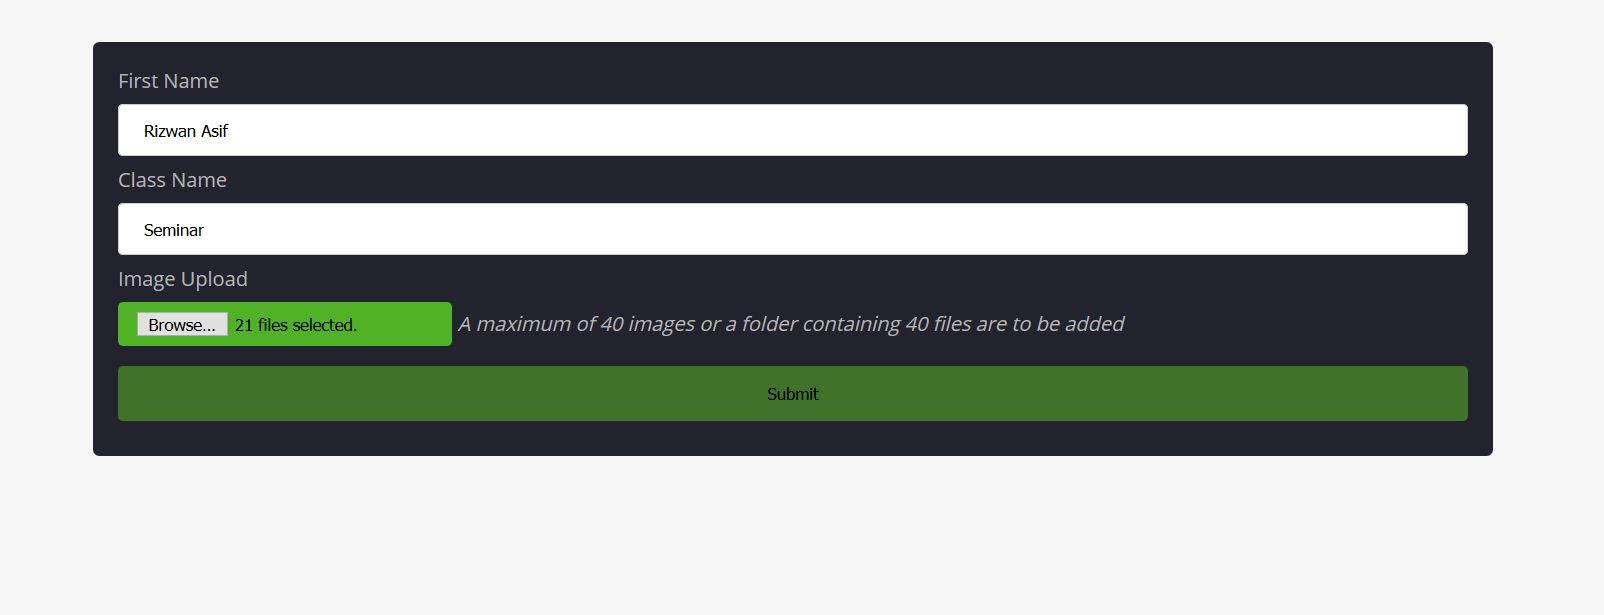 First Name
Rizwan Asif
Class Name
Seminar
Image Upload
Browse... 21 files selected. A maximum of 40 images or a folder containing 40 files are to be added
Submit